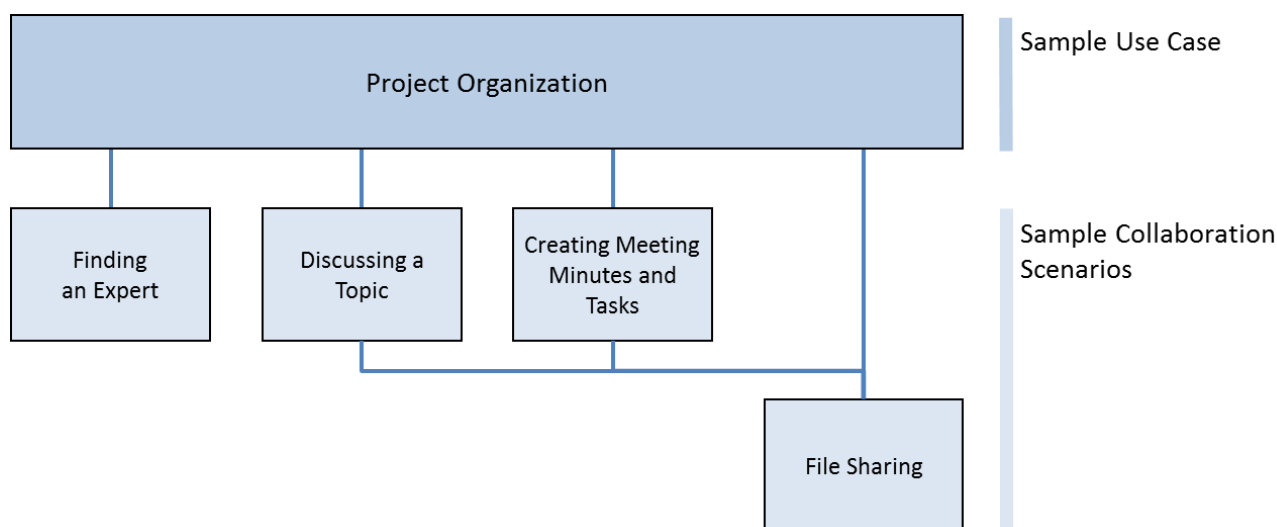 Project Organization
Sample Use Case
Finding
an Expert
Discussing a
Topic
Creating Meeting
Minutes and
Tasks
Sample Collaboration
Scenarios
File Sharing